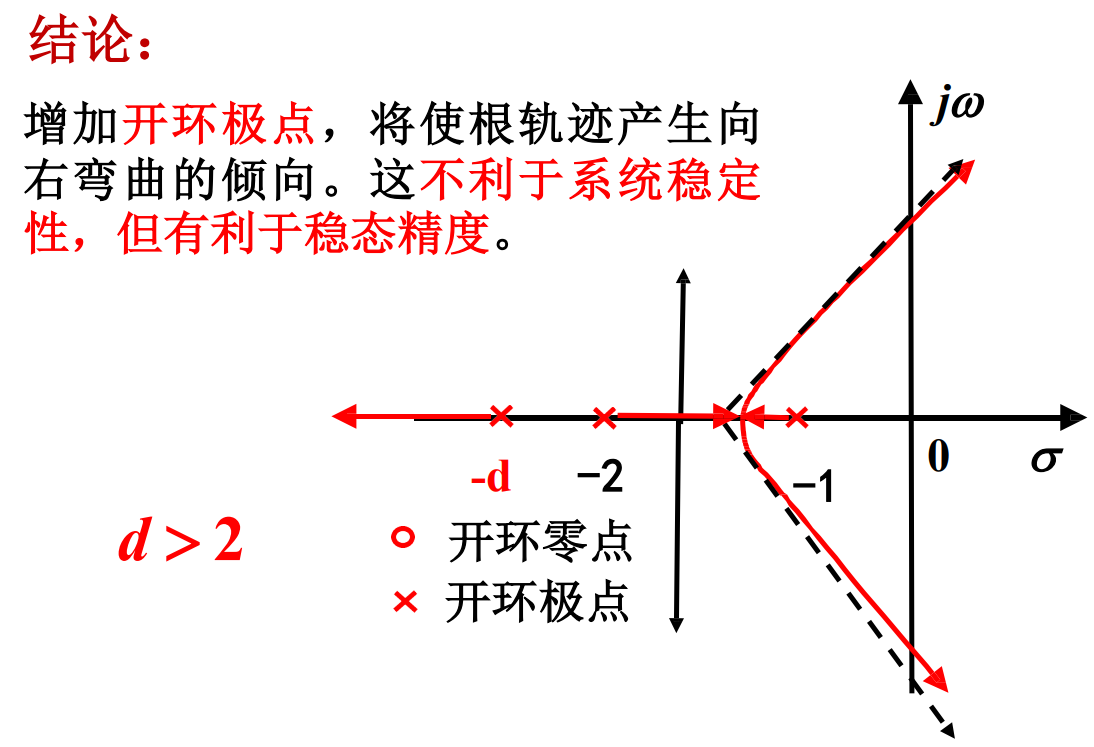 结论：
增加开环极点，将使根轨迹产生向
右弯曲的倾向。这不利于系统稳定
性，但有利于稳态精度。
jω
-d
−2
−1
0
σ
d > 2
开环零点
开环极点